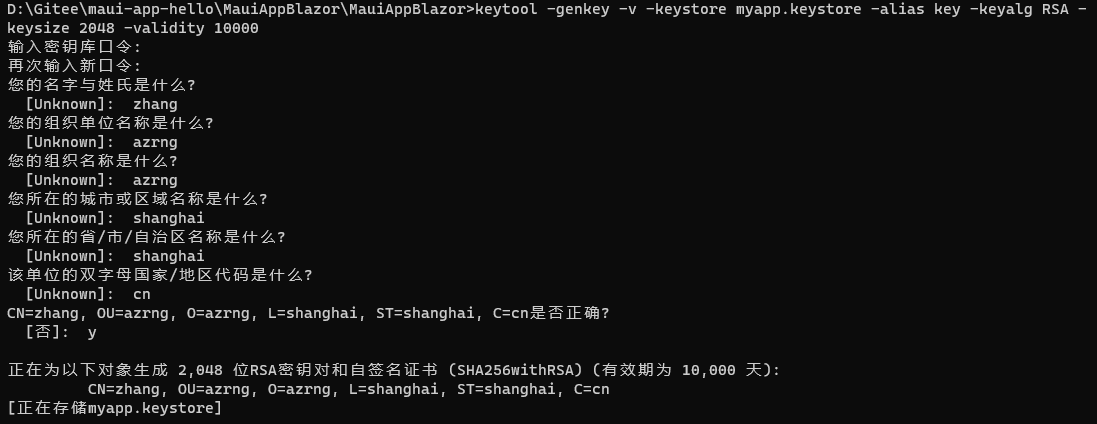 D:\Gitee\maui-app-hello\MauiAppBlazor\MauiAppBlazor>keytool -genkey -v -keystore myapp.keystore -alias key -keyalg RSA -
keysize 2048 -validity 10000
输入密钥库口令:
再次输入新口令:
您的名字与姓氏是什么?
  [Unknown]:  zhang
您的组织单位名称是什么?
  [Unknown]:  azrng
您的组织名称是什么?
  [Unknown]:  azrng
您所在的城市或区域名称是什么?
  [Unknown]:  shanghai
您所在的省/市/自治区名称是什么?
  [Unknown]:  shanghai
该单位的双字母国家/地区代码是什么?
  [Unknown]:  cn
CN=zhang, OU=azrng, O=azrng, L=shanghai, ST=shanghai, C=cn是否正确?
  [否]:  y
正在为以下对象生成 2,048 位RSA密钥对和自签名证书 (SHA256withRSA) (有效期为 10,000 天):
         CN=zhang, OU=azrng, O=azrng, L=shanghai, ST=shanghai, C=cn
[正在存储myapp.keystore]